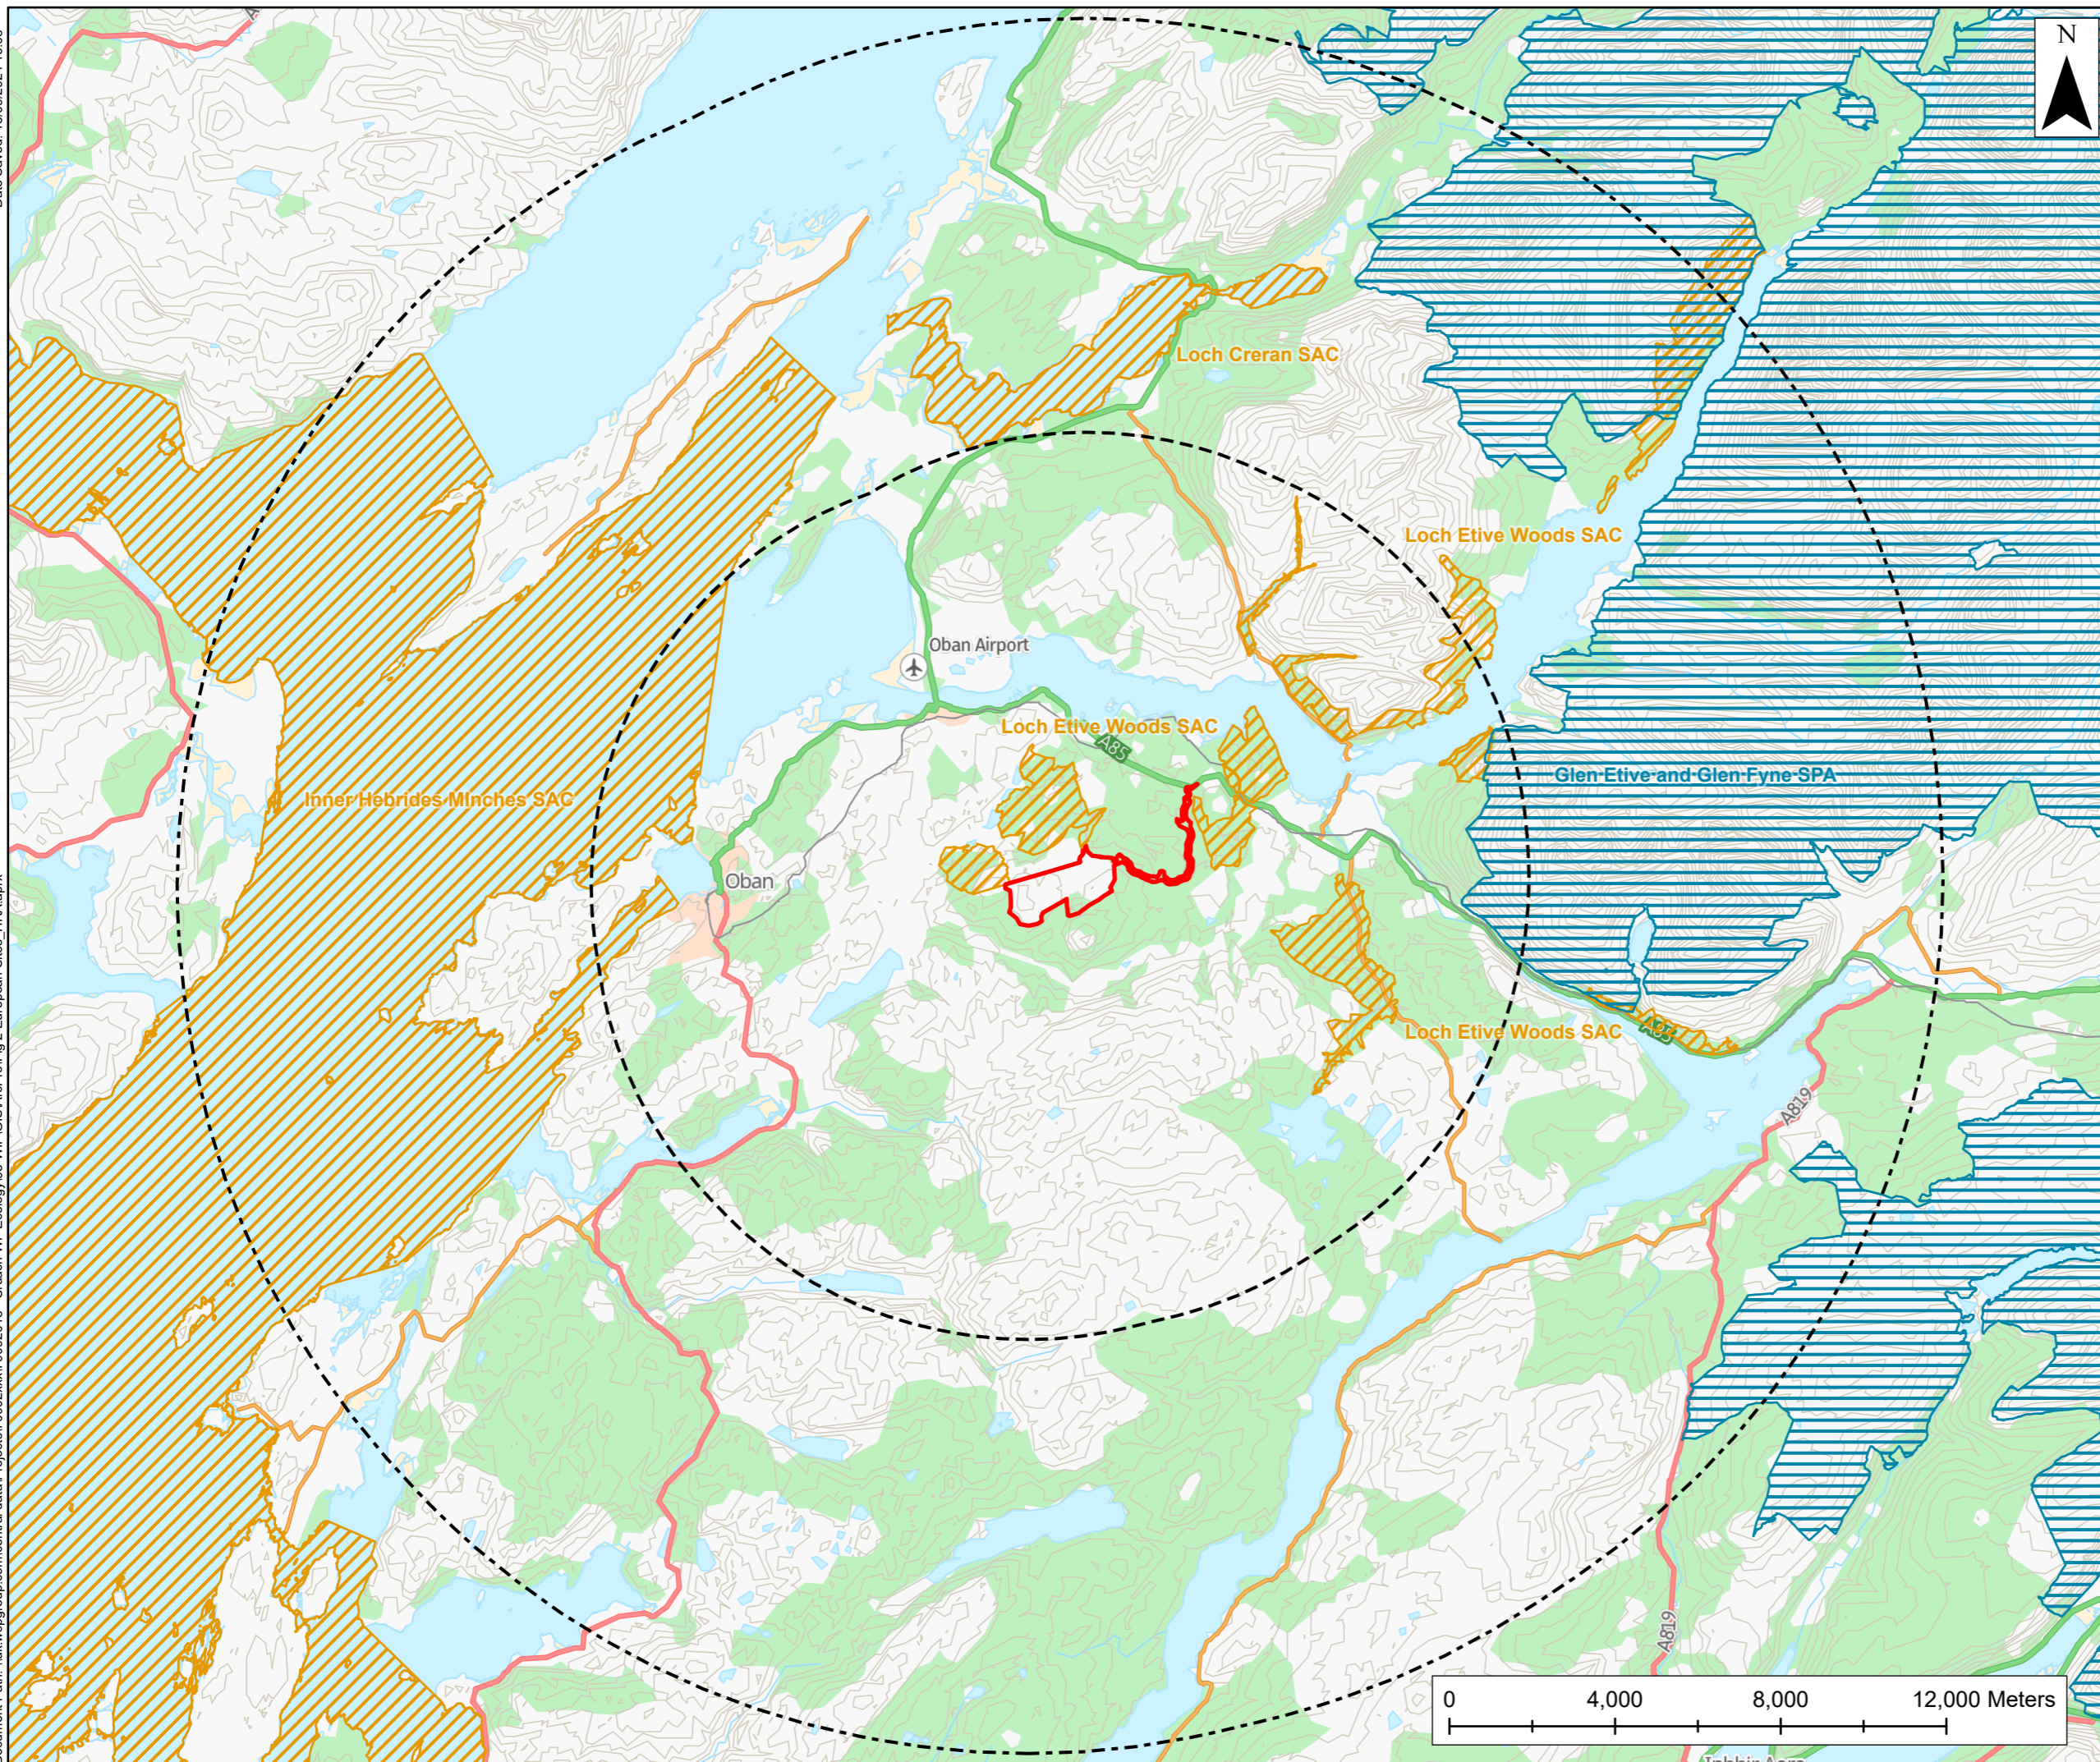 N
Loch Creran SAC
Loch Etive Woods SAC
Oban Airport
Loch Etive Woods SAC
A85
Glen Etive and Glen Fyne SPA
Inner Hebrides MInches SAC
Oban
Loch Etive Woods SAC
A85
A819
A819
0 4,000 8,000 12,000 Meters